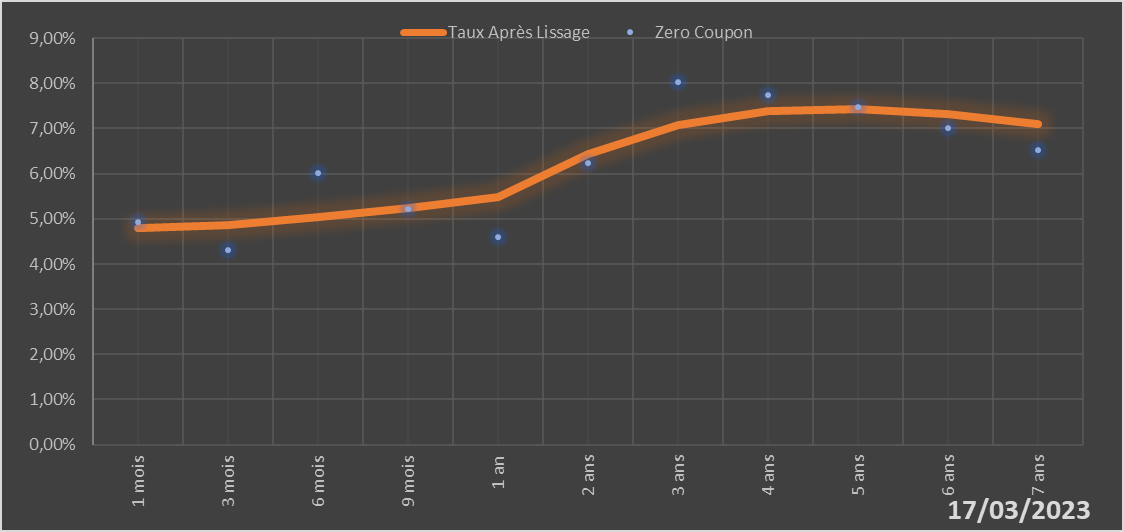 Taux Après Lissage Zero Coupon
9,00%
8,00%
7,00%
6,00%
5,00%
4,00%
3,00%
2,00%
1,00%
0,00%
1 mois
3 mois
6 mois
9 mois
1 an
2 ans
3 ans
4 ans
5 ans
6 ans
7 ans
17/03/2023